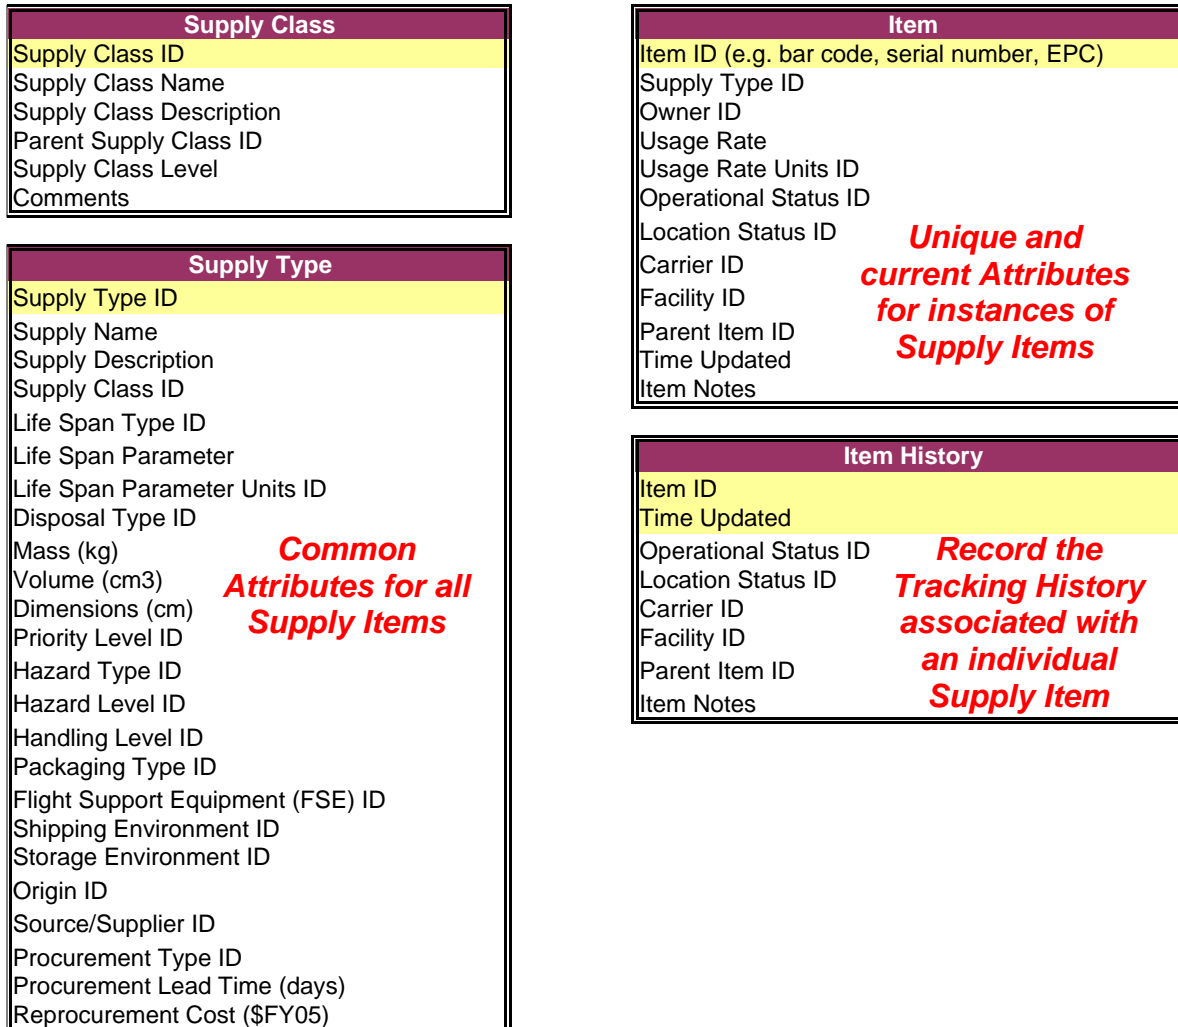 Supply Class
Supply Class ID
Supply Class Name
Supply Class Description
Parent Supply Class ID
Supply Class Level
Comments
Supply Type
Supply Type ID
Supply Name
Supply Description
Supply Class ID
Life Span Type ID
Life Span Parameter
Life Span Parameter Units ID
Disposal Type ID
Mass (kg)
Volume (cm3)
Dimensions (cm)
Priority Level ID
Hazard Type ID
Hazard Level ID
Handling Level ID
Packaging Type ID
Flight Support Equipment (FSE) ID
Shipping Environment ID
Storage Environment ID
Origin ID
Source/Supplier ID
Procurement Type ID
Procurement Lead Time (days)
Reprocurement Cost ($FY05)
Common
Attributes for all
Supply Items
Item
Item ID (e.g. bar code, serial number, EPC)
Supply Type ID
Owner ID
Usage Rate
Usage Rate Units ID
Operational Status ID
Location Status ID
Carrier ID
Facility ID
Parent Item ID
Time Updated
Item Notes
Unique and
current Attributes
for instances of
Supply Items
Item History
Item ID
Time Updated
Operational Status ID
Location Status ID
Carrier ID
Facility ID
Parent Item ID
Item Notes
Record the
Tracking History
associated with
an individual
Supply Item